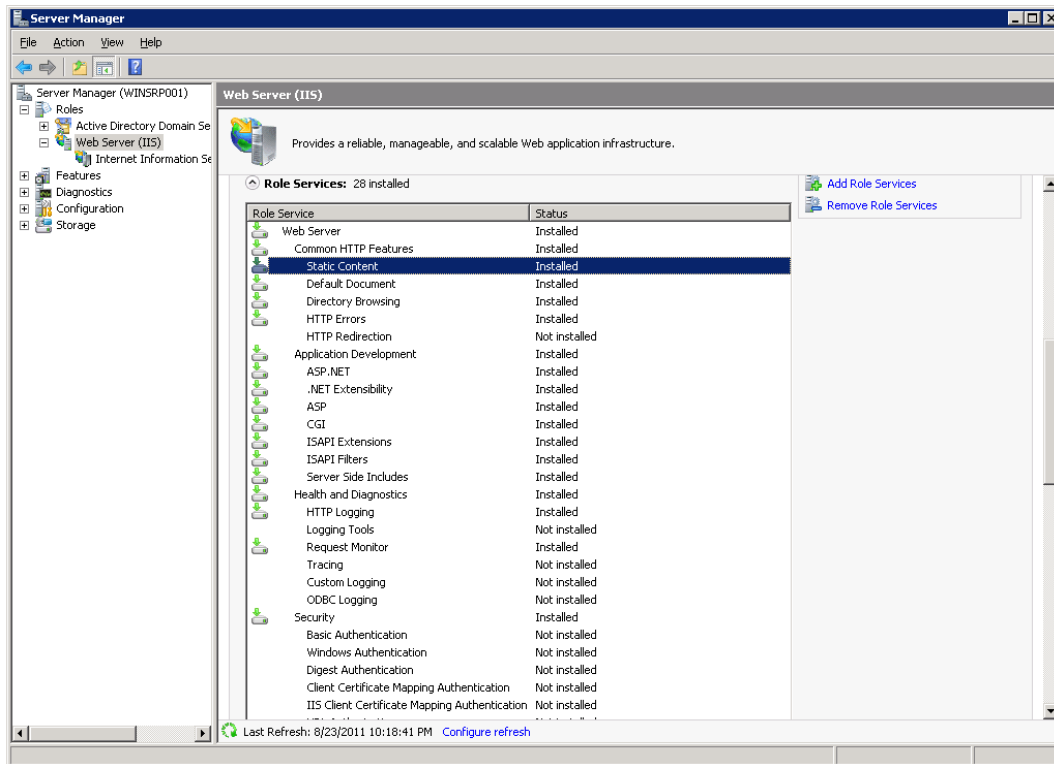 Server Manager
File Action View Help
Server Manager (WINSRP001)
Roles
Active Directory Domain Se
Web Server (IIS)
Internet Information Se
Features
Diagnostics
Configuration
Storage
Web Server (IIS)
Provides a reliable, manageable, and scalable Web application infrastructure.
Role Services: 28 installed
Add Role Services
Remove Role Services
Role Service Status
Web Server Installed
Common HTTP Features Installed
Static Content Installed
Default Document Installed
Directory Browsing Installed
HTTP Errors Installed
HTTP Redirection Not installed
Application Development Installed
ASP.NET Installed
.NET Extensibility Installed
ASP Installed
CGI Installed
ISAPI Extensions Installed
ISAPI Filters Installed
Server Side Includes Installed
Health and Diagnostics Installed
HTTP Logging Installed
Logging Tools Not installed
Request Monitor Installed
Tracing Not installed
Custom Logging Not installed
ODBC Logging Not installed
Security Installed
Basic Authentication Not installed
Windows Authentication Not installed
Digest Authentication Not installed
Client Certificate Mapping Authentication Not installed
IIS Client Certificate Mapping Authentication Not installed
Last Refresh: 8/23/2011 10:18:41 PM Configure refresh